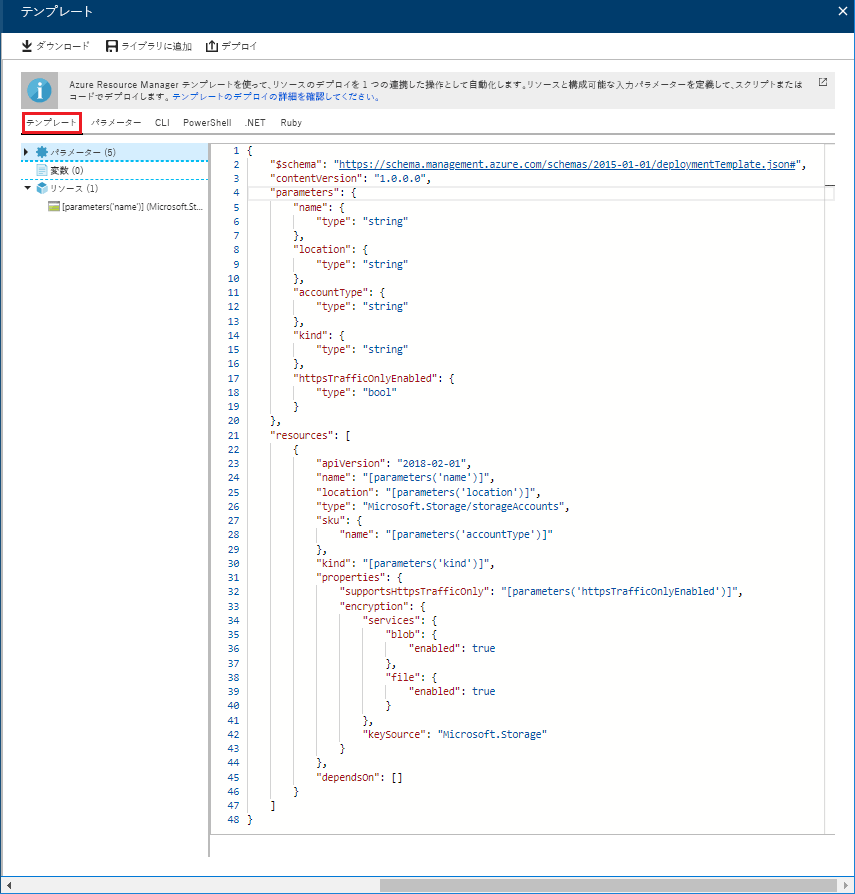 テンプレート
ダウンロード ライブラリに追加 デプロイ
Azure Resource Manager テンプレートを使って、リソースのデプロイを 1 つの連携した操作として自動化します。リソースと構成可能な入力パラメーターを定義して、スクリプトまたは
コードでデプロイします。 テンプレートのデプロイの詳細を確認してください。
テンプレート パラメーター CLI PowerShell .NET Ruby
パラメーター (5)
変数 (0)
リソース (1)
[parameters('name')] (Microsoft.St...
1 {
2     "$schema": "https://schema.management.azure.com/schemas/2015-01-01/deploymentTemplate.json#",
3     "contentVersion": "1.0.0.0",
4     "parameters": {
5         "name": {
6             "type": "string"
7         },
8         "location": {
9             "type": "string"
10         },
11         "accountType": {
12             "type": "string"
13         },
14         "kind": {
15             "type": "string"
16         },
17         "httpsTrafficOnlyEnabled": {
18             "type": "bool"
19         }
20     },
21     "resources": [
22         {
23             "apiVersion": "2018-02-01",
24             "name": "[parameters('name')]",
25             "location": "[parameters('location')]",
26             "type": "Microsoft.Storage/storageAccounts",
27             "sku": {
28                 "name": "[parameters('accountType')]"
29             },
30             "kind": "[parameters('kind')]",
31             "properties": {
32                 "supportsHttpsTrafficOnly": "[parameters('httpsTrafficOnlyEnabled')]",
33                 "encryption": {
34                     "services": {
35                         "blob": {
36                             "enabled": true
37                         },
38                         "file": {
39                             "enabled": true
40                         }
41                     },
42                     "keySource": "Microsoft.Storage"
43                 }
44             },
45             "dependsOn": []
46         }
47     ]
48 }